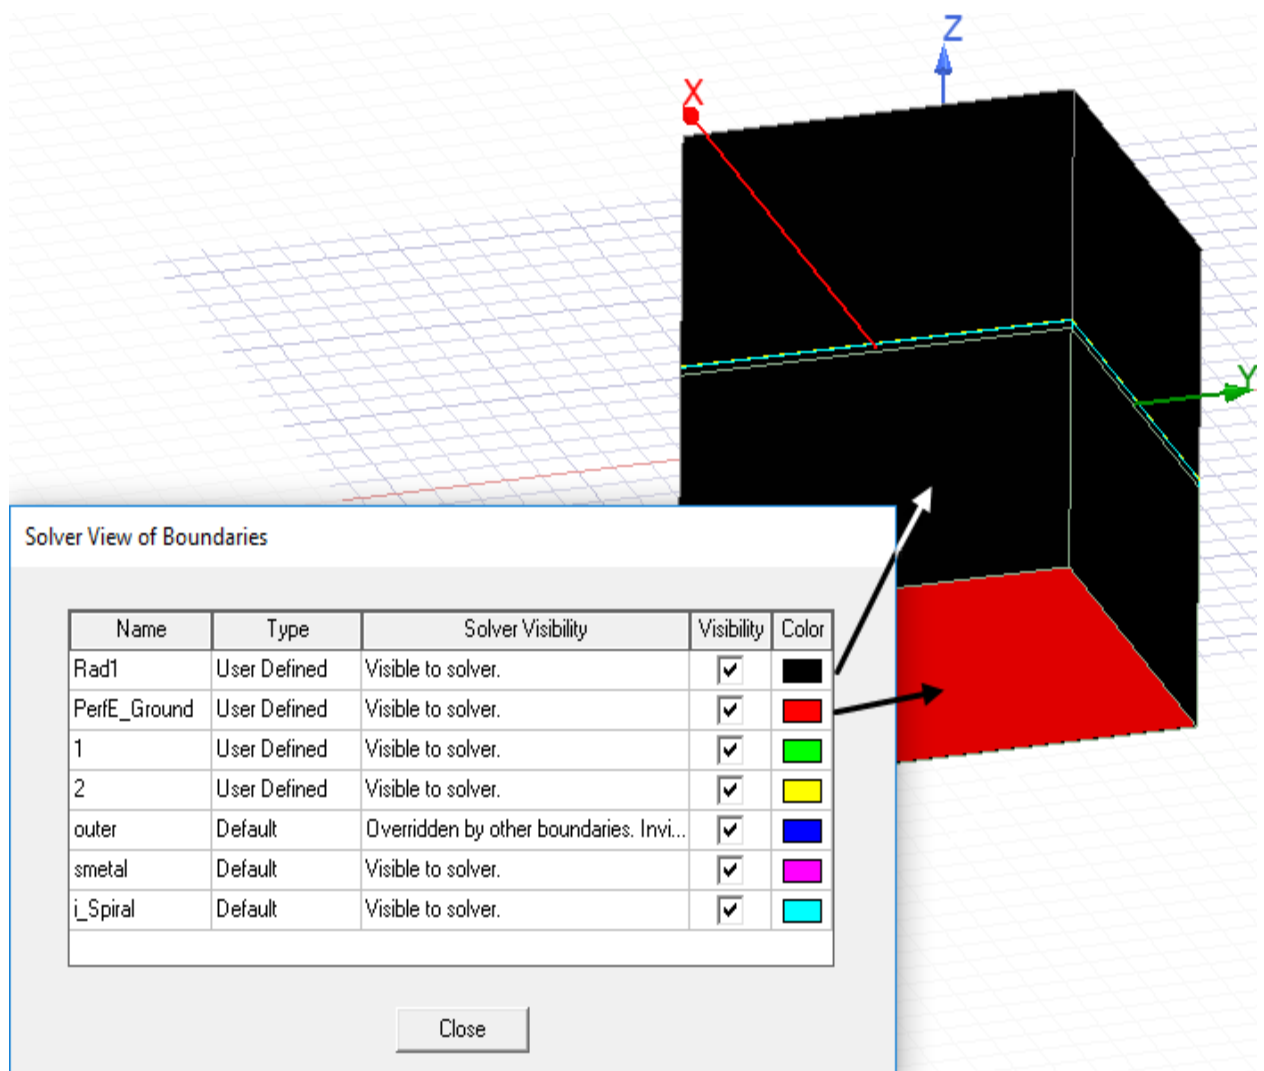 Z
X
Y
Solver View of Boundaries
Name Type Solver Visibility Visibility Color
Rad1 User Defined Visible to solver.
PerfE_Ground User Defined Visible to solver.
1 User Defined Visible to solver.
2 User Defined Visible to solver.
outer Default Overridden by other boundaries. Invi...
smetal Default Visible to solver.
i_Spiral Default Visible to solver.
Close